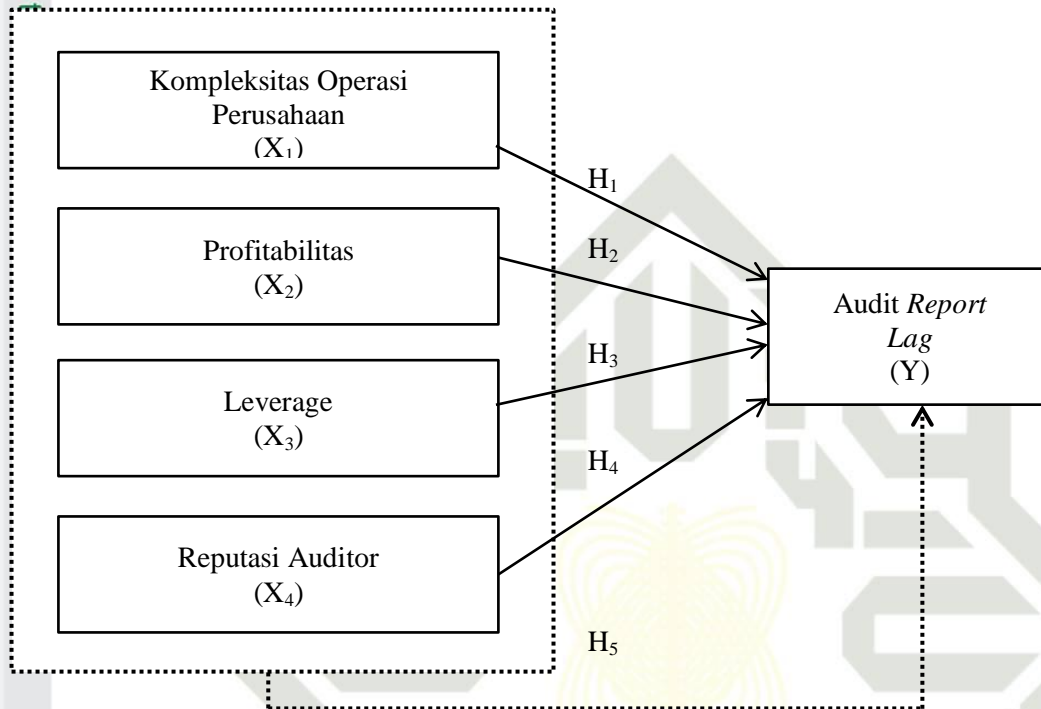 Kompleksitas Operasi
Perusahaan
(X₁)
Profitabilitas
(X₂)
Leverage
(X₃)
Reputasi Auditor
(X₄)
H₁
H₂
H₃
H₄
H₅
Audit Report
Lag
(Y)